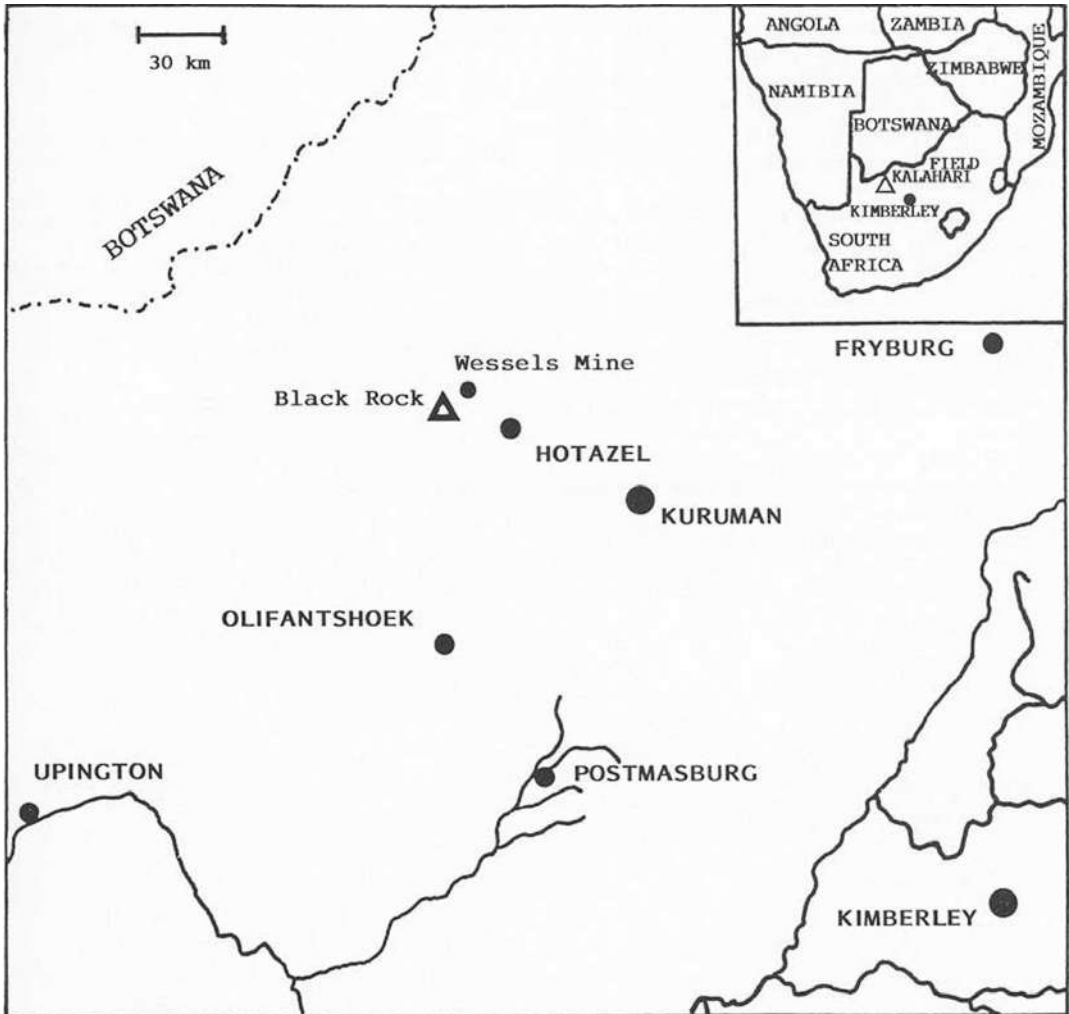 30 km
BOTSWANA
ANGOLA
ZAMBIA
MOZAMBIQUE
ZIMBABWE
NAMIBIA
BOTSWANA
FIELD
KALAHARI
KIMBERLEY
SOUTH
AFRICA
FRYBURG
Wessels Mine
Black Rock
HOTAZEL
KURUMAN
OLIFANTSHOEK
UPINGTON
POSTMASBURG
KIMBERLEY